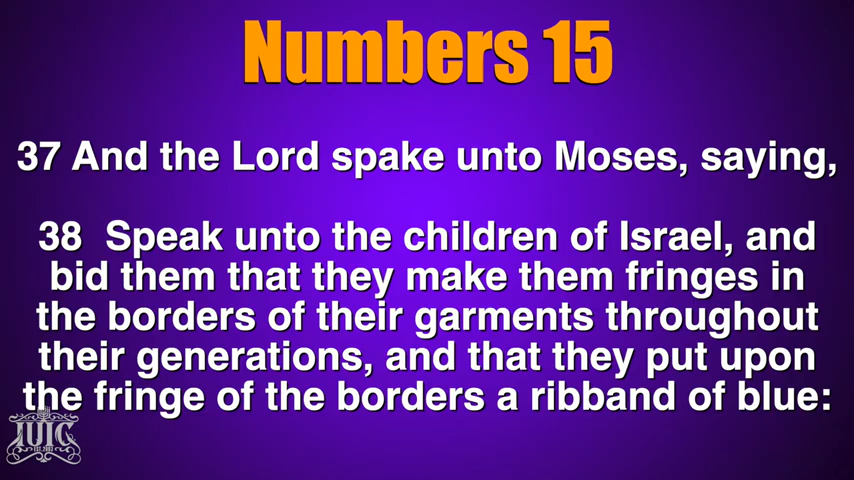 Numbers 15
37 And the Lord spake unto Moses, saying,
38 Speak unto the children of Israel, and
bid them that they make them fringes in
the borders of their garments throughout
their generations, and that they put upon
the fringe of the borders a ribband of blue:
IUIC
EST. 2003